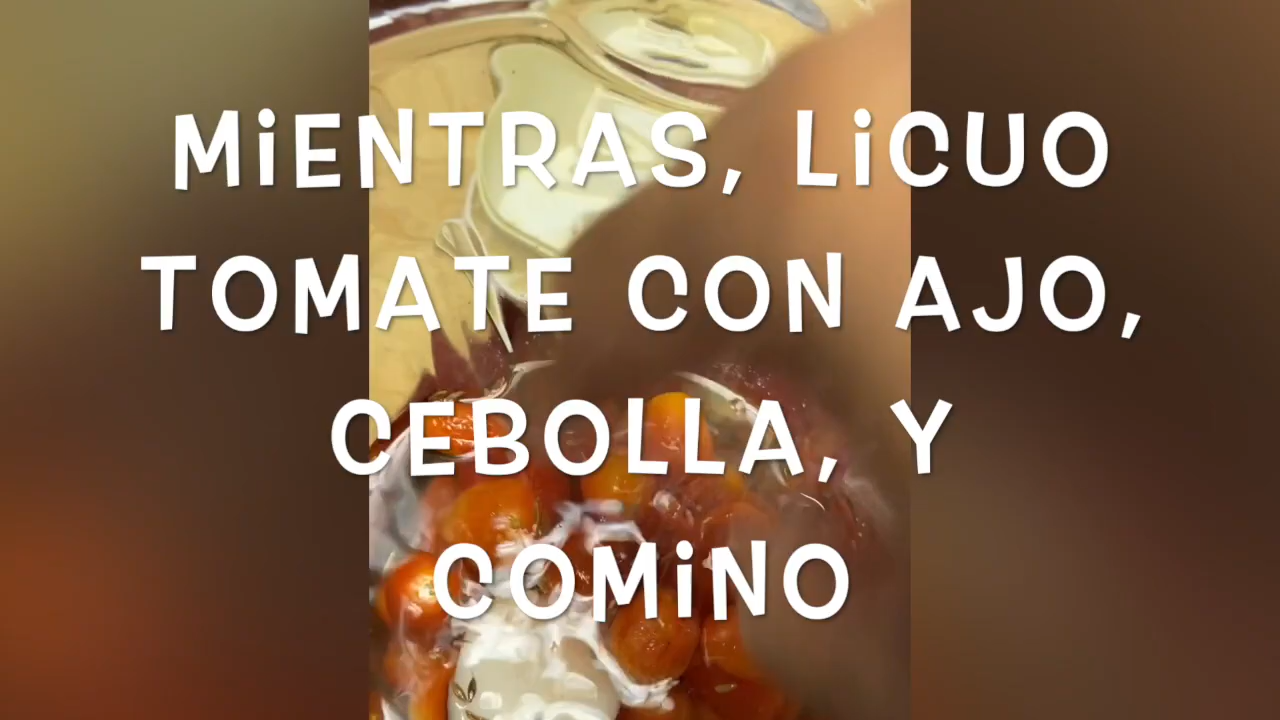 MiENTRAS, LiCUO
TOMATE CON AJO,
CEBOLLA, Y
COMiNO